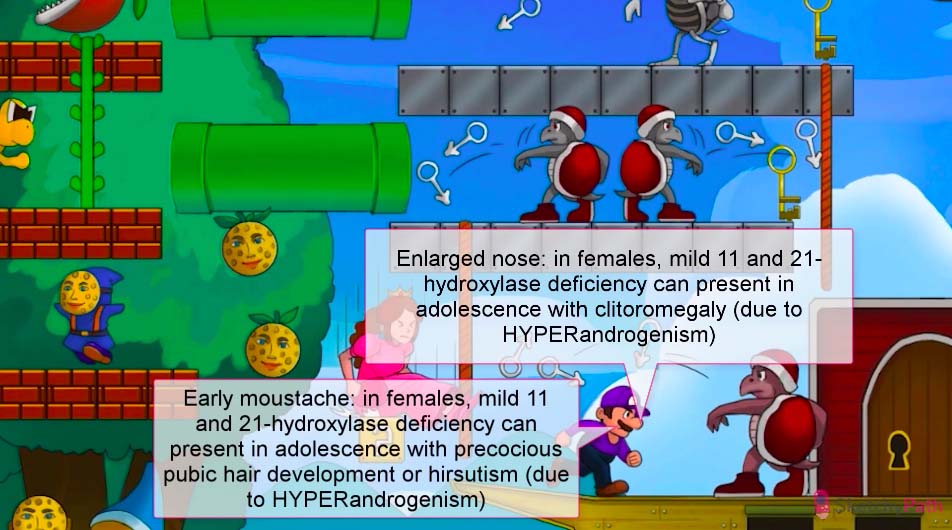 Enlarged nose: in females, mild 11 and 21-
hydroxylase deficiency can present in
adolescence with clitoromegaly (due to
HYPERandrogenism)
Early moustache: in females, mild 11
and 21-hydroxylase deficiency can
present in adolescence with precocious
pubic hair development or hirsutism (due
to HYPERandrogenism)